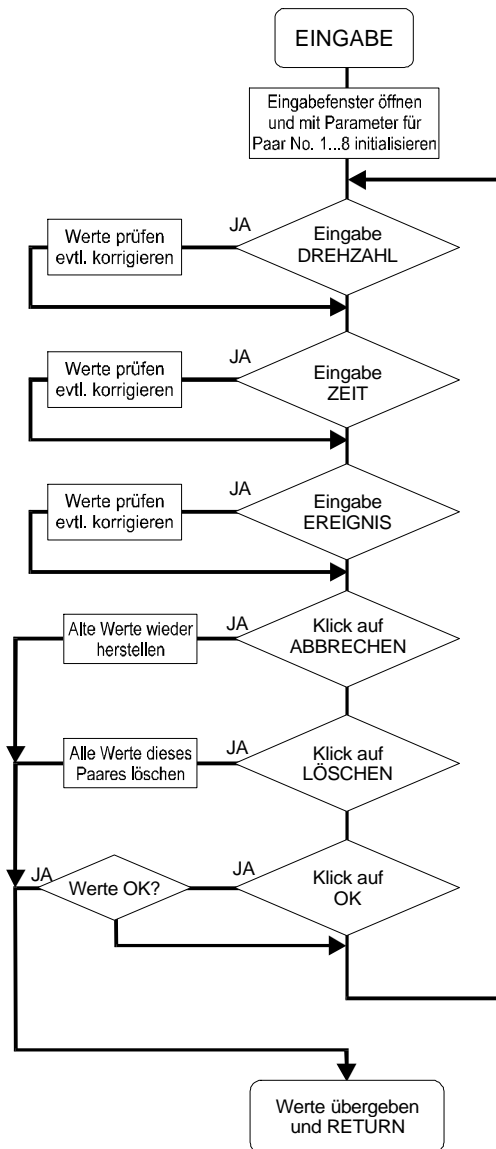 EINGABE
Eingabefenster öffnen
und mit Parameter für
Paar No. 1...8 initialisieren
JA
Werte prüfen
evtl. korrigieren
Eingabe
DREHZAHL
JA
Werte prüfen
evtl. korrigieren
Eingabe
ZEIT
JA
Werte prüfen
evtl. korrigieren
Eingabe
EREIGNIS
JA
Alte Werte wieder
herstellen
Klick auf
ABBRECHEN
JA
Alle Werte dieses
Paares löschen
Klick auf
LÖSCHEN
JA
Werte OK?
JA
Klick auf
OK
Werte übergeben
und RETURN